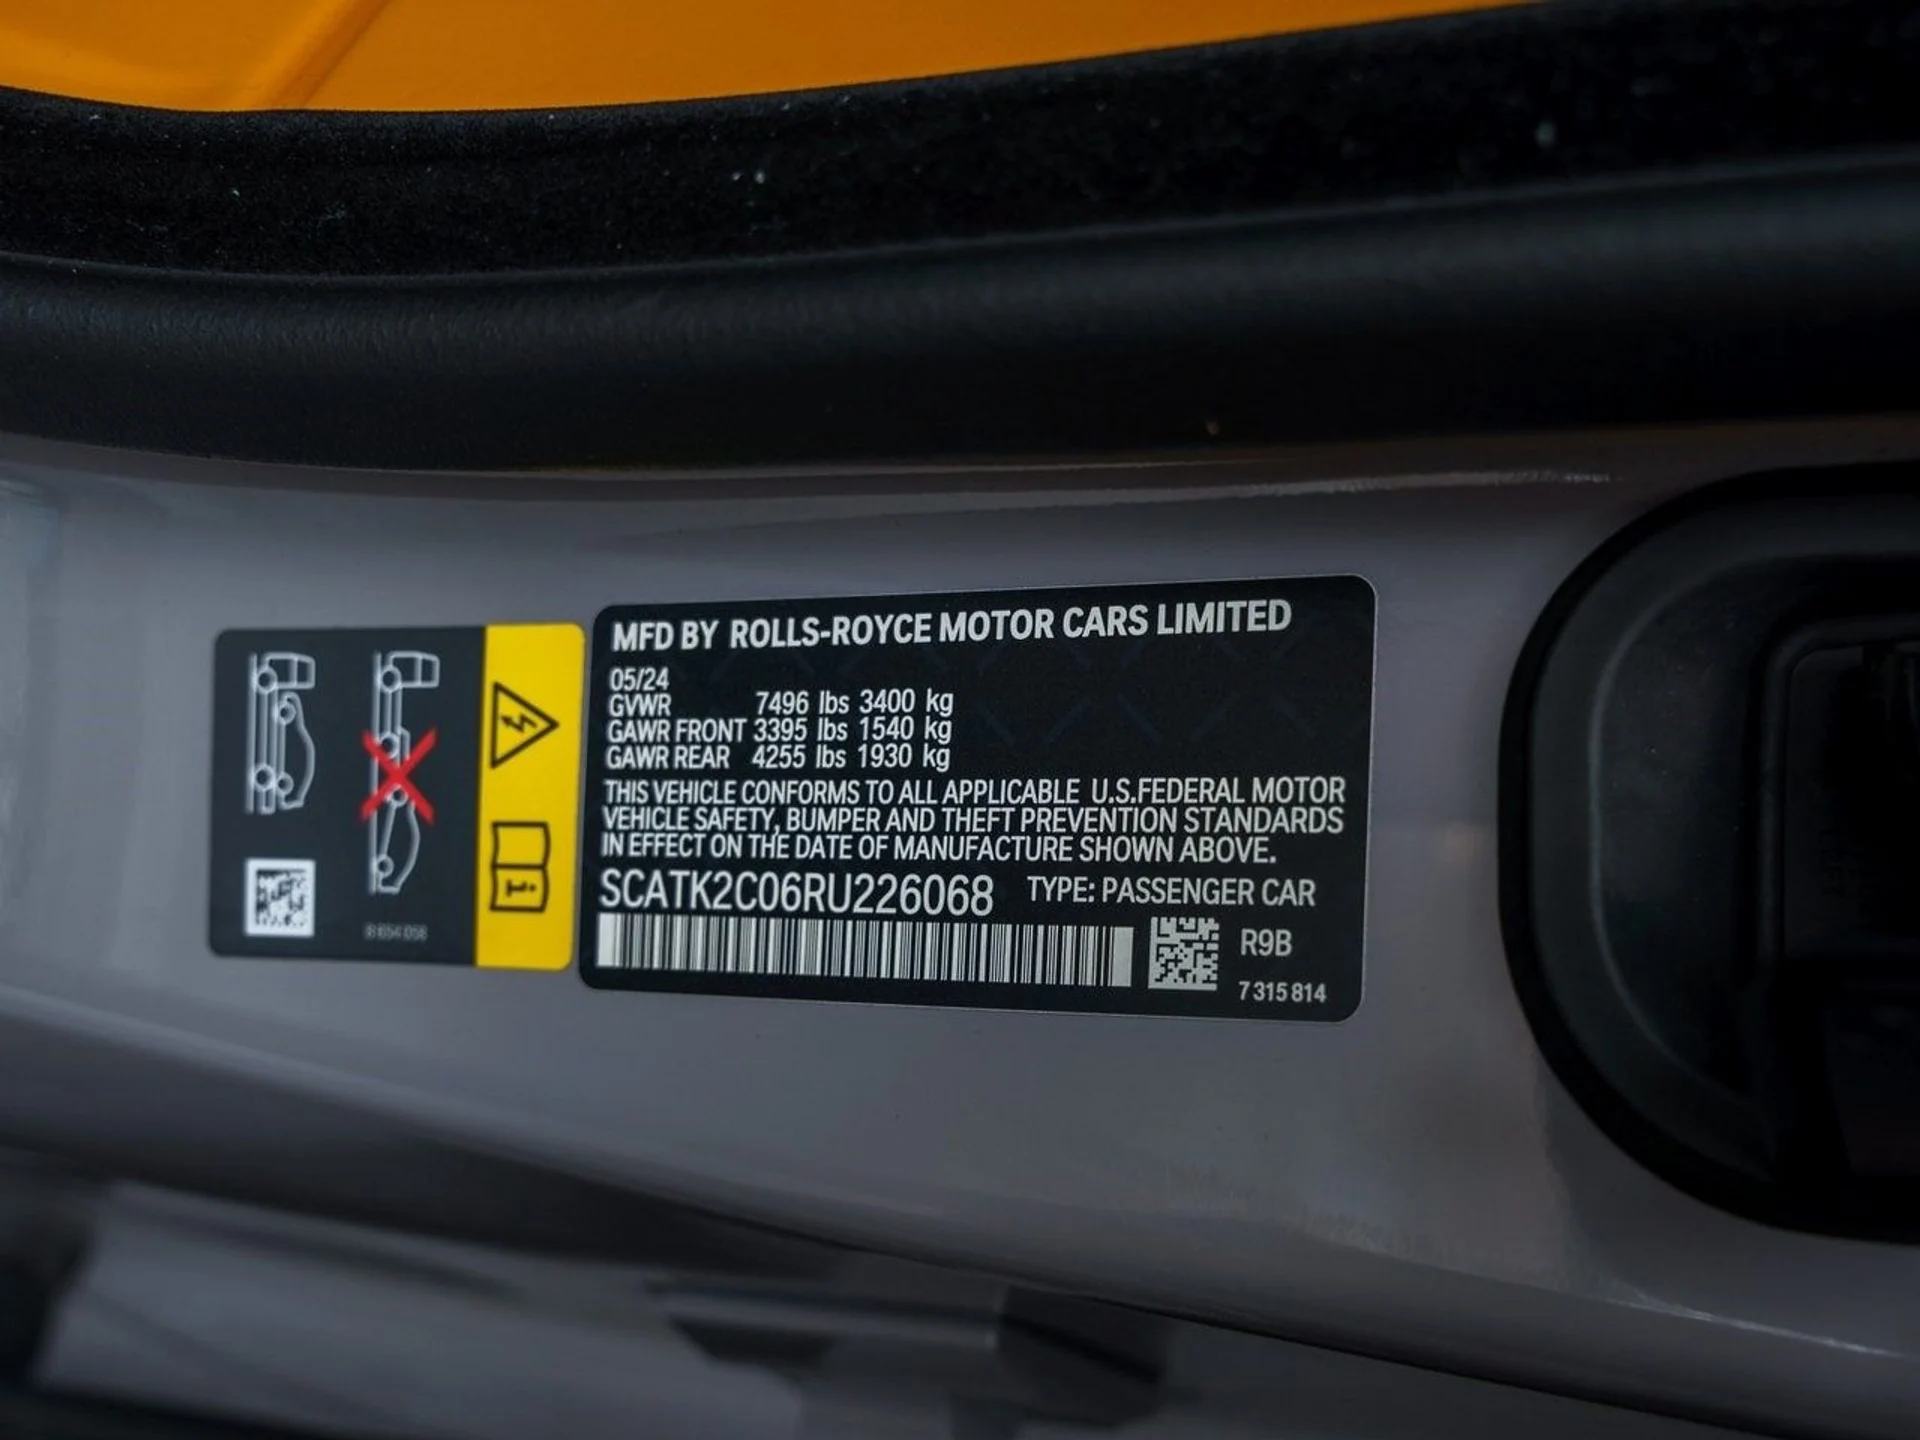 MFD BY ROLLS-ROYCE MOTOR CARS LIMITED
05/24
GVWR 7496 lbs 3400 kg
GAWR FRONT 3395 lbs 1540 kg
GAWR REAR 4255 lbs 1930 kg
THIS VEHICLE CONFORMS TO ALL APPLICABLE U.S.FEDERAL MOTOR
VEHICLE SAFETY, BUMPER AND THEFT PREVENTION STANDARDS
IN EFFECT ON THE DATE OF MANUFACTURE SHOWN ABOVE.
SCATK2C06RU226068 TYPE: PASSENGER CAR
R9B
7 315 814